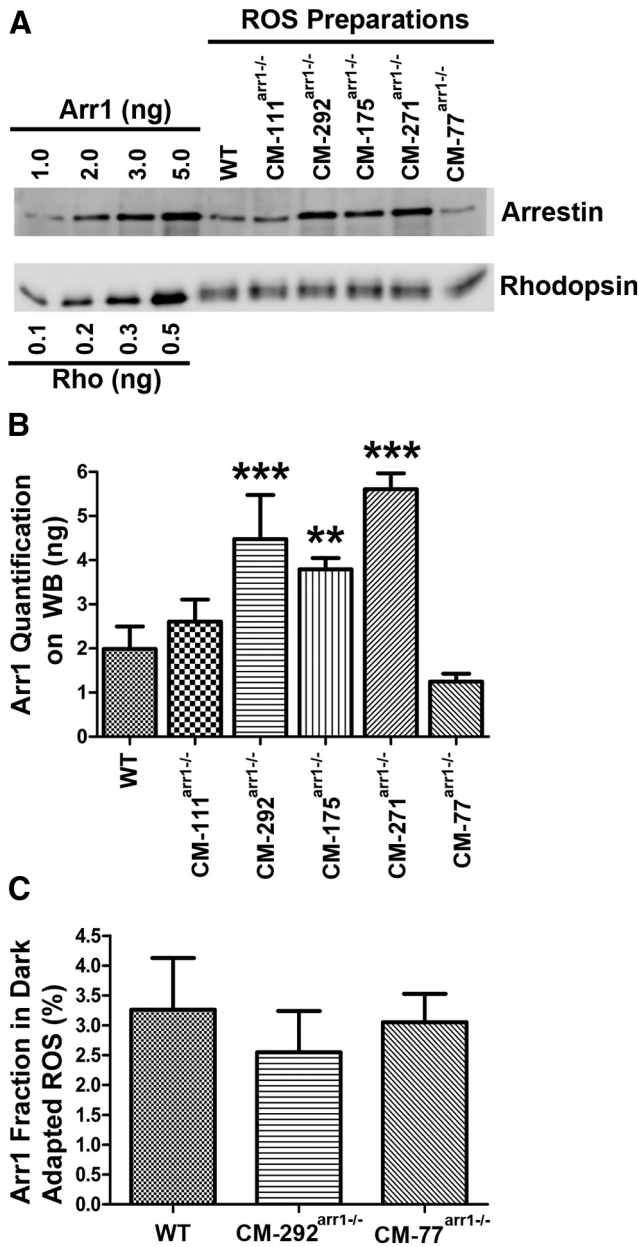 A
ROS Preparations
Arr1 (ng)
1.0 2.0 3.0 5.0 WT CM-111arr1-/- CM-292arr1-/- CM-175arr1-/- CM-271arr1-/- CM-77arr1-/-
Arrestin
Rhodopsin
0.1 0.2 0.3 0.5
Rho (ng)
B
Arr1 Quantification
on WB (ng)
6
5
4
3
2
1
0
*** ** ***
WT CM-111arr1-/- CM-292arr1-/- CM-175arr1-/- CM-271arr1-/- CM-77arr1-/-
C
Arr1 Fraction in Dark
Adapted ROS (%)
4.5
4.0
3.5
3.0
2.5
2.0
1.5
1.0
0.5
0.0
WT CM-292arr1-/- CM-77arr1-/-